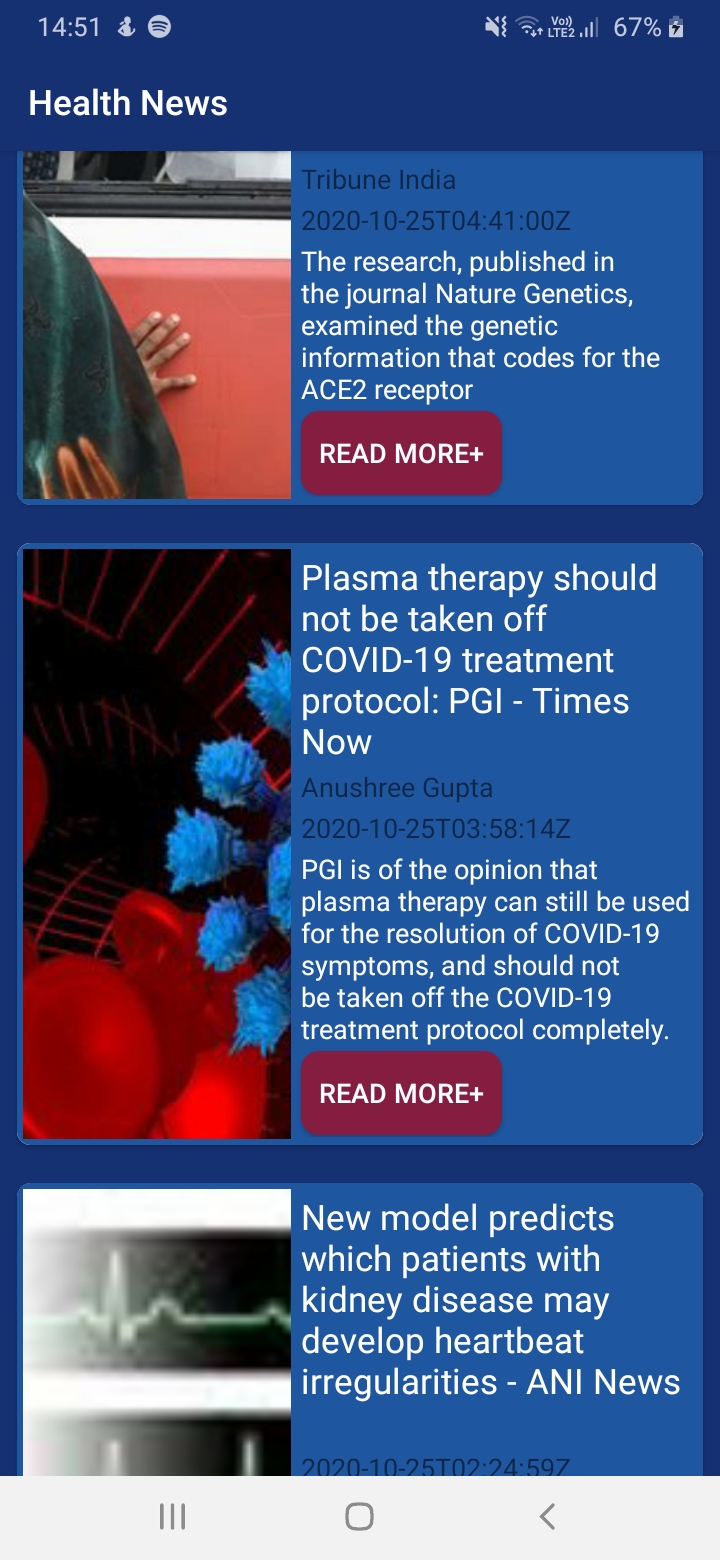 14:51
Vo)) LTE2 67%
Health News
Tribune India
2020-10-25T04:41:00Z
The research, published in
the journal Nature Genetics,
examined the genetic
information that codes for the
ACE2 receptor
READ MORE+
Plasma therapy should
not be taken off
COVID-19 treatment
protocol: PGI - Times
Now
Anushree Gupta
2020-10-25T03:58:14Z
PGI is of the opinion that
plasma therapy can still be used
for the resolution of COVID-19
symptoms, and should not
be taken off the COVID-19
treatment protocol completely.
READ MORE+
New model predicts
which patients with
kidney disease may
develop heartbeat
irregularities - ANI News
2020-10-25T02:24:59Z